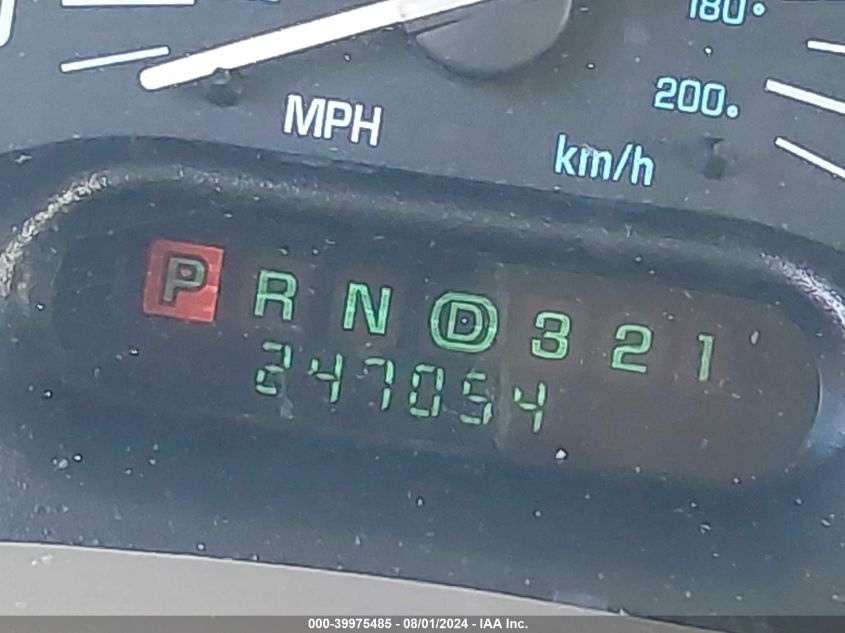 180
MPH
200
km/h
P R N D 3 2 1
247054
000-39975485 - 08/01/2024 - IAA Inc.